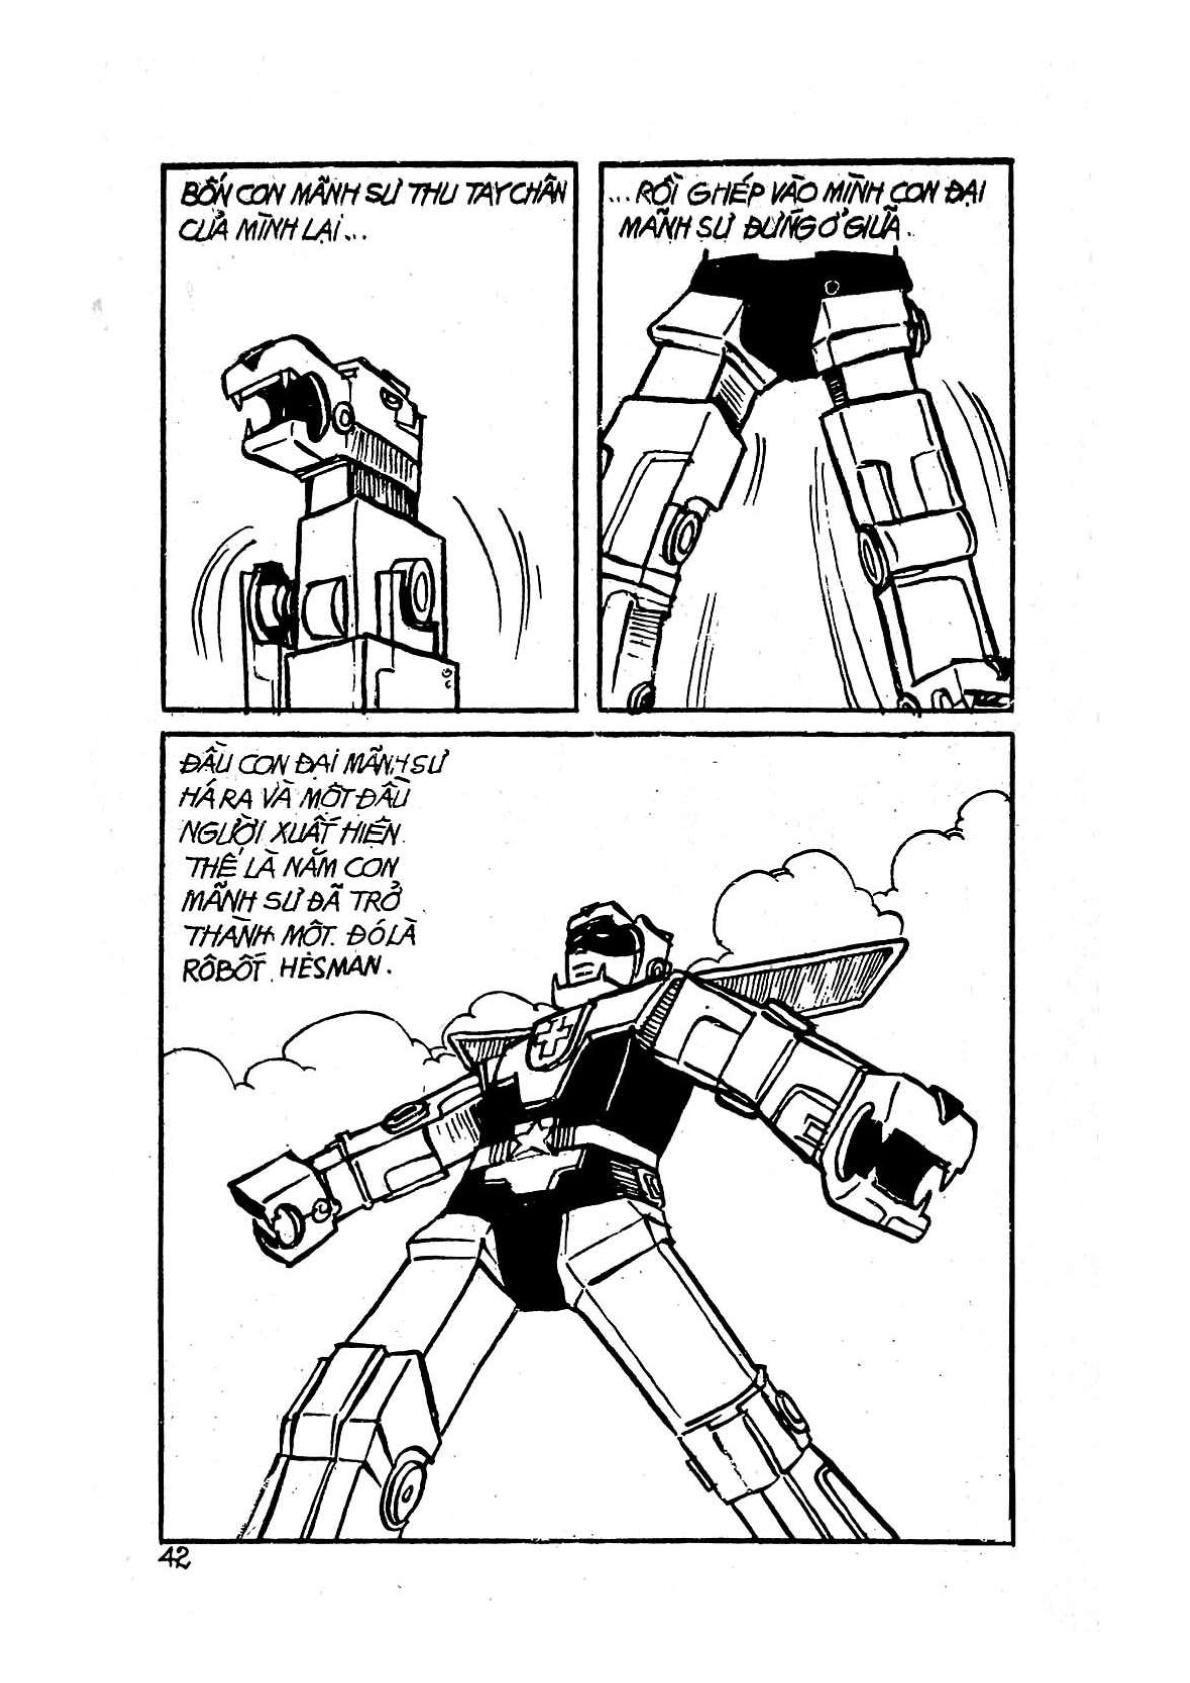 BỐN CON MÃNH SƯ THU TAY CHÂN
CỦA MÌNH LẠI...
...RỒI GHÉP VÀO MÌNH CON ĐẠI
MÃNH SƯ ĐỨNG Ở GIỮA.
ĐẦU CON ĐẠI MÃNH SƯ
HÁ RA VÀ MỘT ĐẦU
NGƯỜI XUẤT HIỆN.
THẾ LÀ NĂM CON
MÃNH SƯ ĐÃ TRỞ
THÀNH MỘT. ĐÓ LÀ
RÔBỐT HESMAN.
42